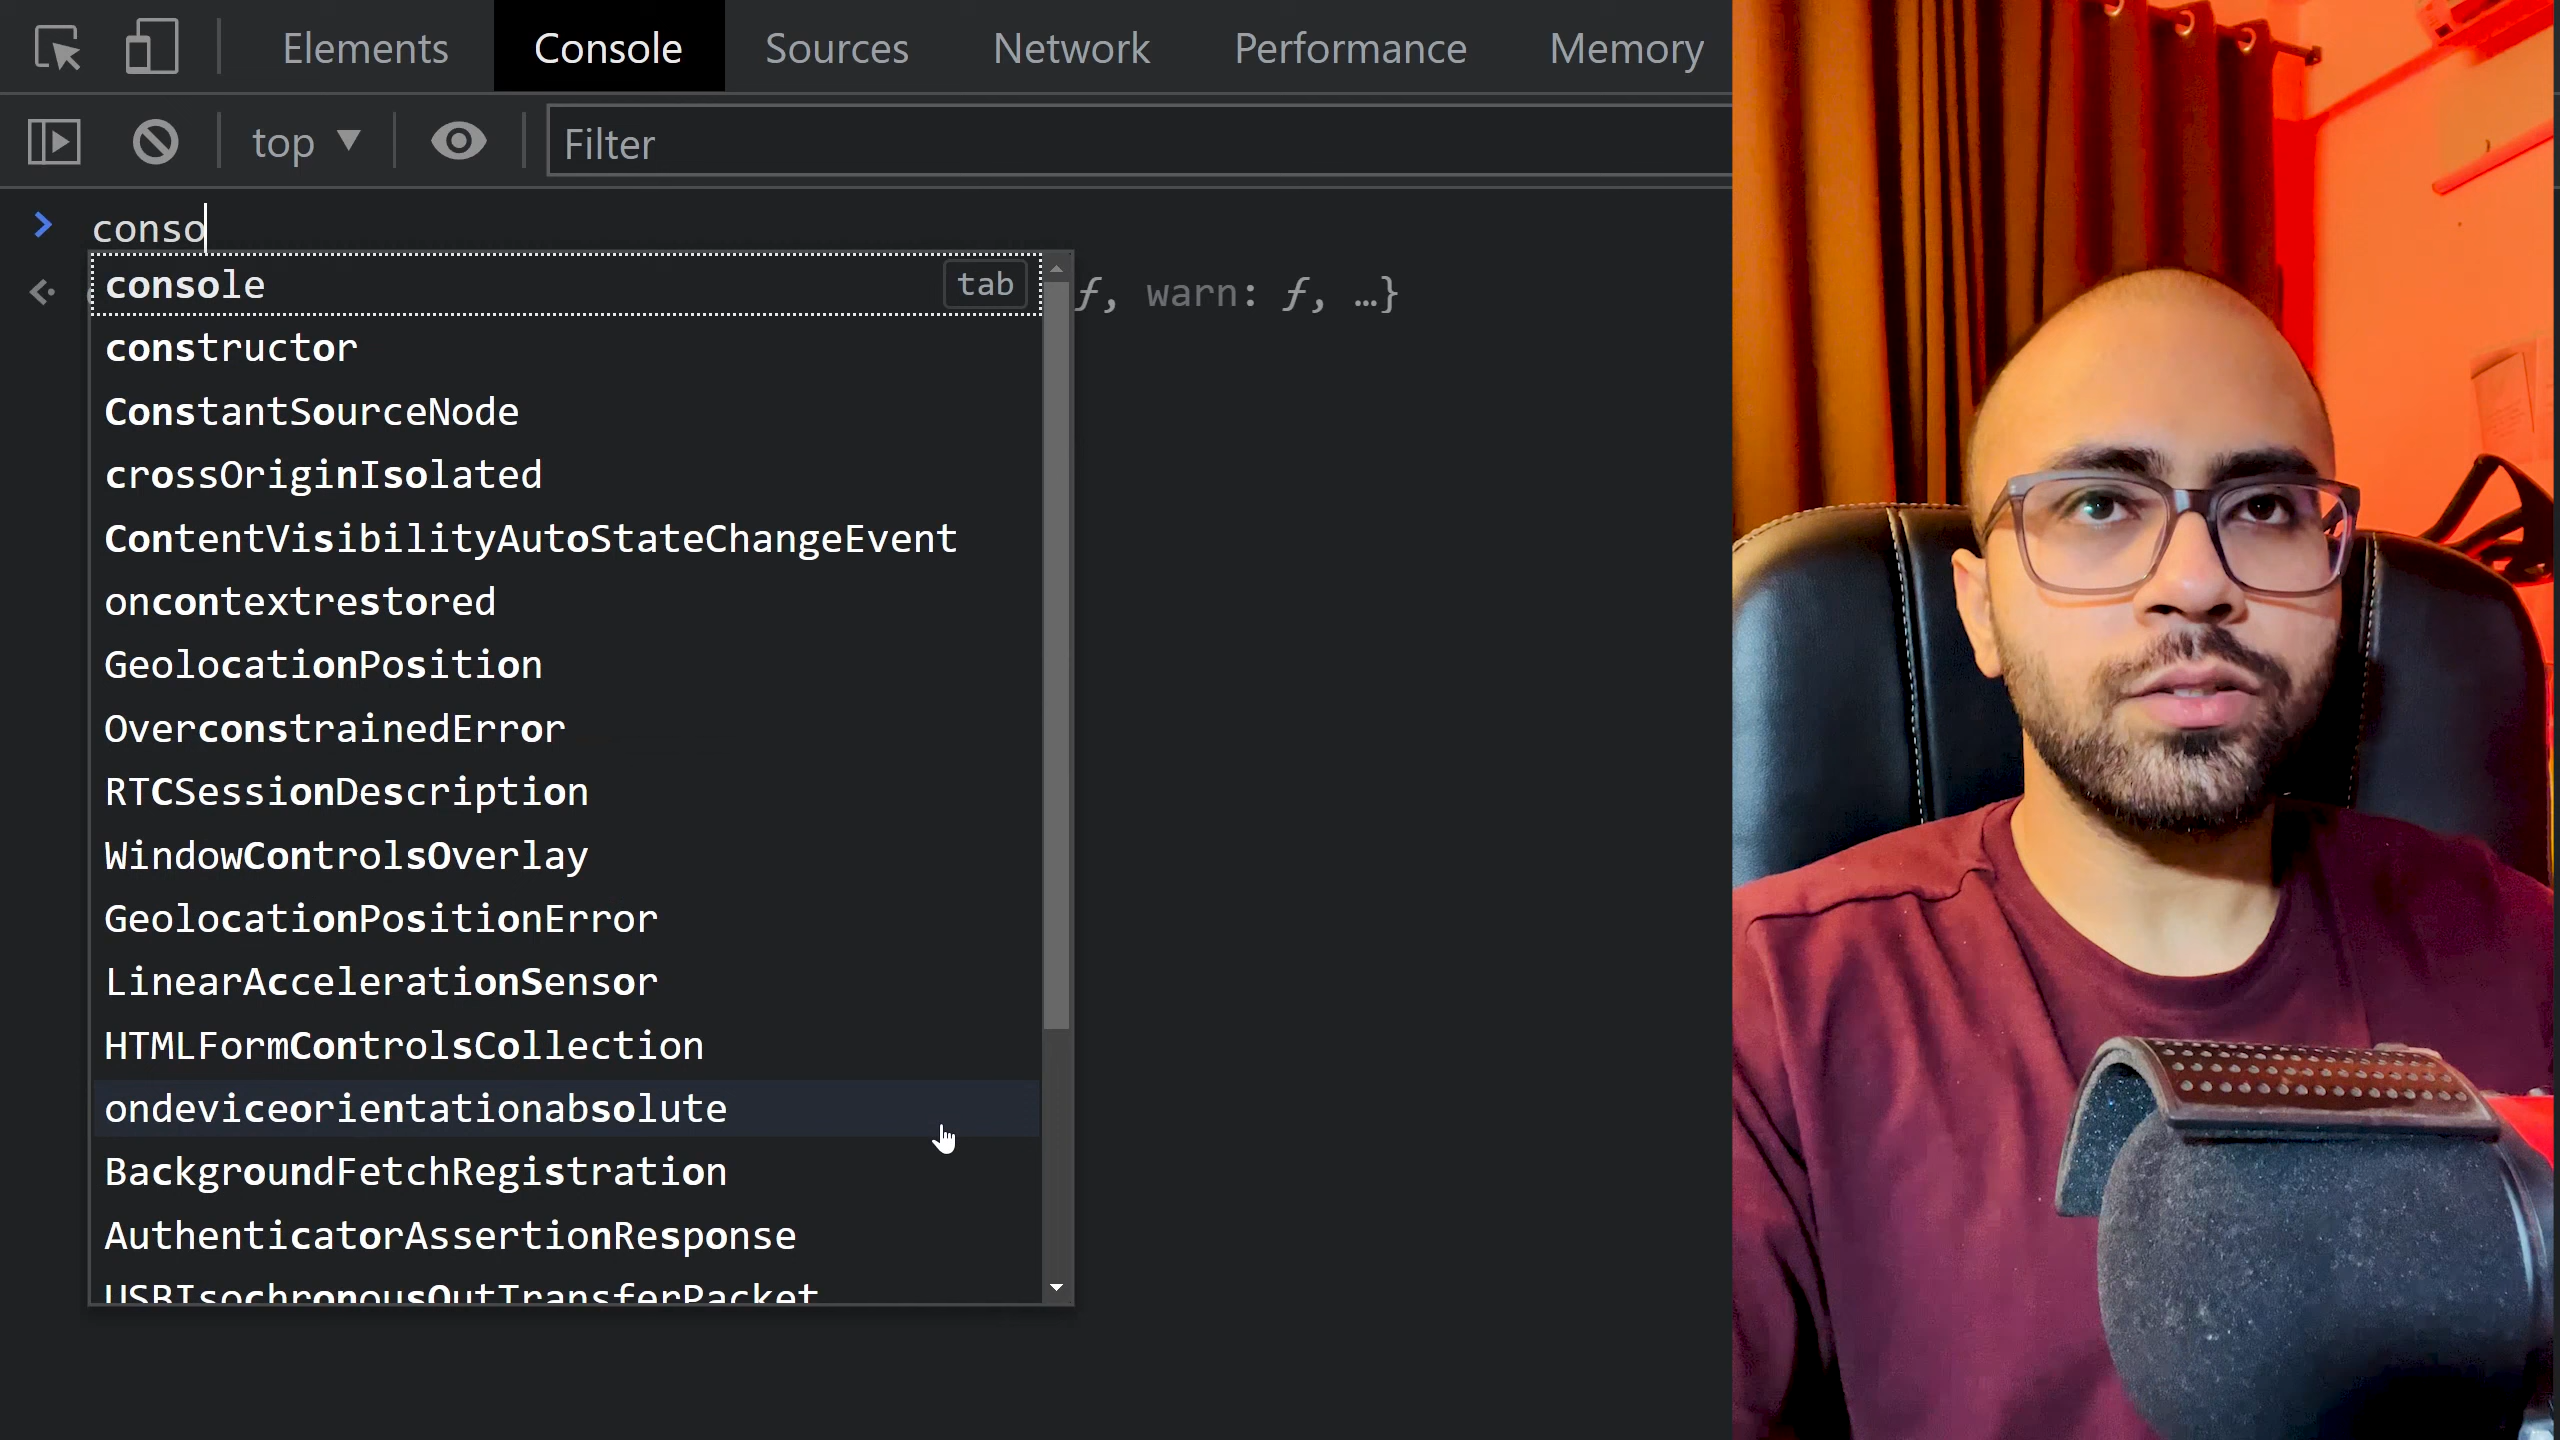 Elements Console Sources Network Performance Memory
top Filter
conso
console tab
ƒ, warn: ƒ, …}
constructor
ConstantSourceNode
crossOriginIsolated
ContentVisibilityAutoStateChangeEvent
oncontextrestored
GeolocationPosition
OverconstrainedError
RTCSessionDescription
WindowControlsOverlay
GeolocationPositionError
LinearAccelerationSensor
HTMLFormControlsCollection
ondeviceorientationabsolute
BackgroundFetchRegistration
AuthenticatorAssertionResponse
USBIsochronousOutTransferPacket